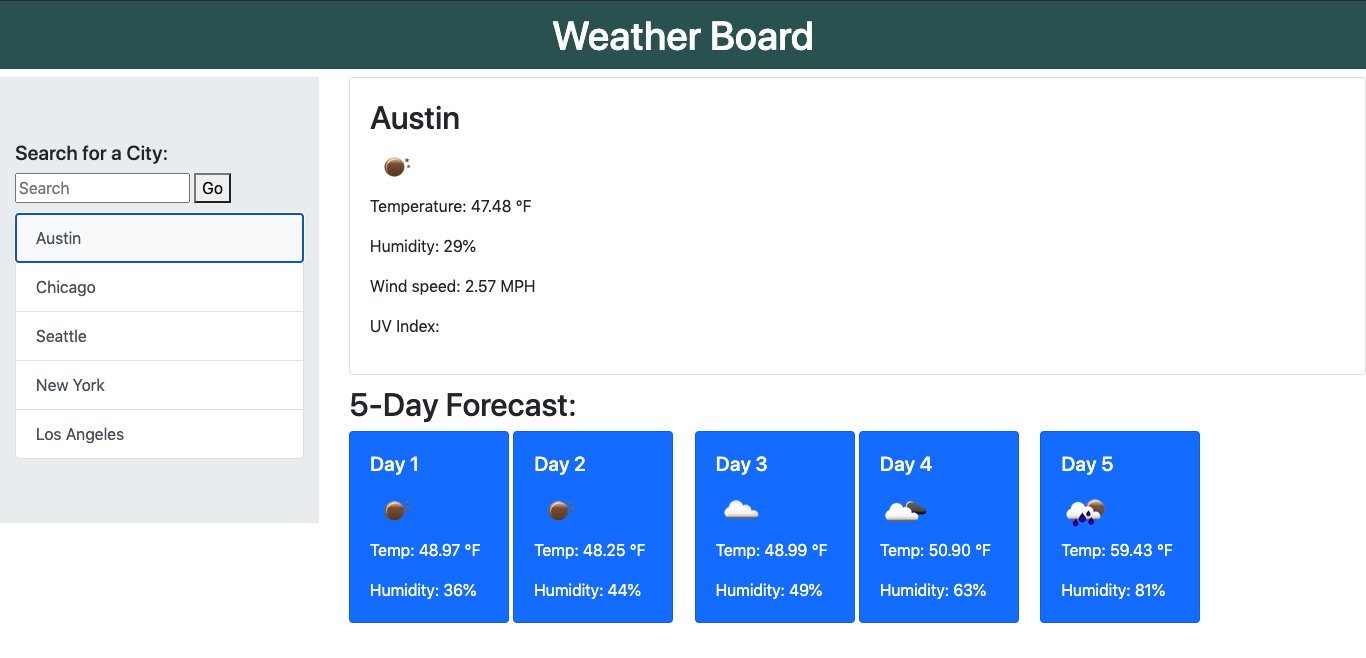 Weather Board
Search for a City:
Search Go
Austin
Chicago
Seattle
New York
Los Angeles
Austin
Temperature: 47.48 °F
Humidity: 29%
Wind speed: 2.57 MPH
UV Index:
5-Day Forecast:
Day 1
Temp: 48.97 °F
Humidity: 36%
Day 2
Temp: 48.25 °F
Humidity: 44%
Day 3
Temp: 48.99 °F
Humidity: 49%
Day 4
Temp: 50.90 °F
Humidity: 63%
Day 5
Temp: 59.43 °F
Humidity: 81%